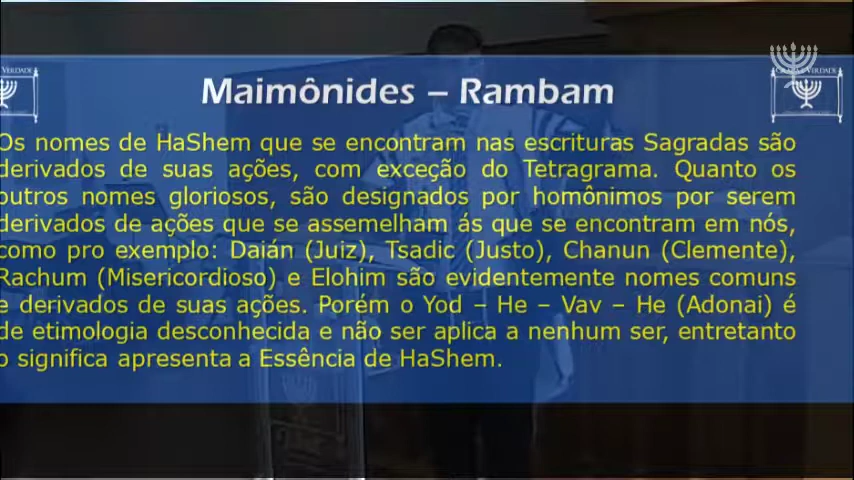 Maimônides – Rambam
VERDADE
VERDADE
Os nomes de HaShem que se encontram nas escrituras Sagradas são
derivados de suas ações, com exceção do Tetragrama. Quanto os
outros nomes gloriosos, são designados por homônimos por serem
derivados de ações que se assemelham ás que se encontram em nós,
como pro exemplo: Daián (Juiz), Tsadic (Justo), Chanun (Clemente),
Rachum (Misericordioso) e Elohim são evidentemente nomes comuns
e derivados de suas ações. Porém o Yod – He – Vav – He (Adonai) é
de etimologia desconhecida e não ser aplica a nenhum ser, entretanto
o significa apresenta a Essência de HaShem.